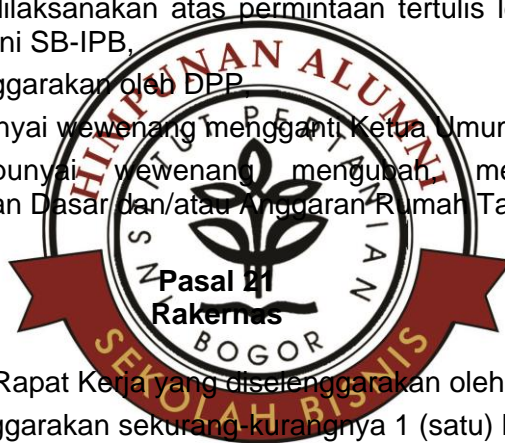 dilaksanakan atas permintaan tertulis
ni SB-IPB,
ggarakan oleh DPP,
nyai wewenang mengganti Ketua Umum
punyai wewenang mengubah, me
an Dasar dan/atau Anggaran Rumah Ta
Pasal 21
Rakernas
Rapat Kerja yang diselenggarakan oleh
ggarakan sekurang-kurangnya 1 (satu)
HIMPUNAN ALUMNI
INSTITUT PERTANIAN
BOGOR
SEKOLAH BISNIS